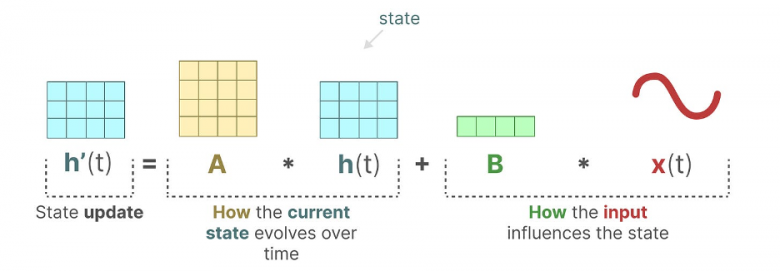 state
h'(t) = A * h(t) + B * x(t)
State update
How the current
state evolves over
time
How the input
influences the state